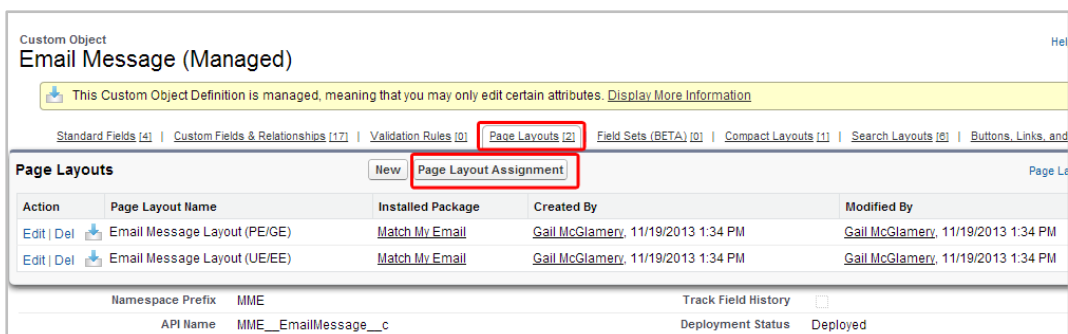 Custom Object
Email Message (Managed)
Hel
This Custom Object Definition is managed, meaning that you may only edit certain attributes. Display More Information
Standard Fields [4] | Custom Fields & Relationships [17] | Validation Rules [0] | Page Layouts [2] | Field Sets (BETA) [0] | Compact Layouts [1] | Search Layouts [6] | Buttons, Links, and
Page Layouts New Page Layout Assignment Page La
Action Page Layout Name Installed Package Created By Modified By
Edit | Del Email Message Layout (PE/GE) Match My Email Gail McGlamery, 11/19/2013 1:34 PM Gail McGlamery, 11/19/2013 1:34 PM
Edit | Del Email Message Layout (UE/EE) Match My Email Gail McGlamery, 11/19/2013 1:34 PM Gail McGlamery, 11/19/2013 1:34 PM
Namespace Prefix MME Track Field History
API Name MME__EmailMessage__c Deployment Status Deployed